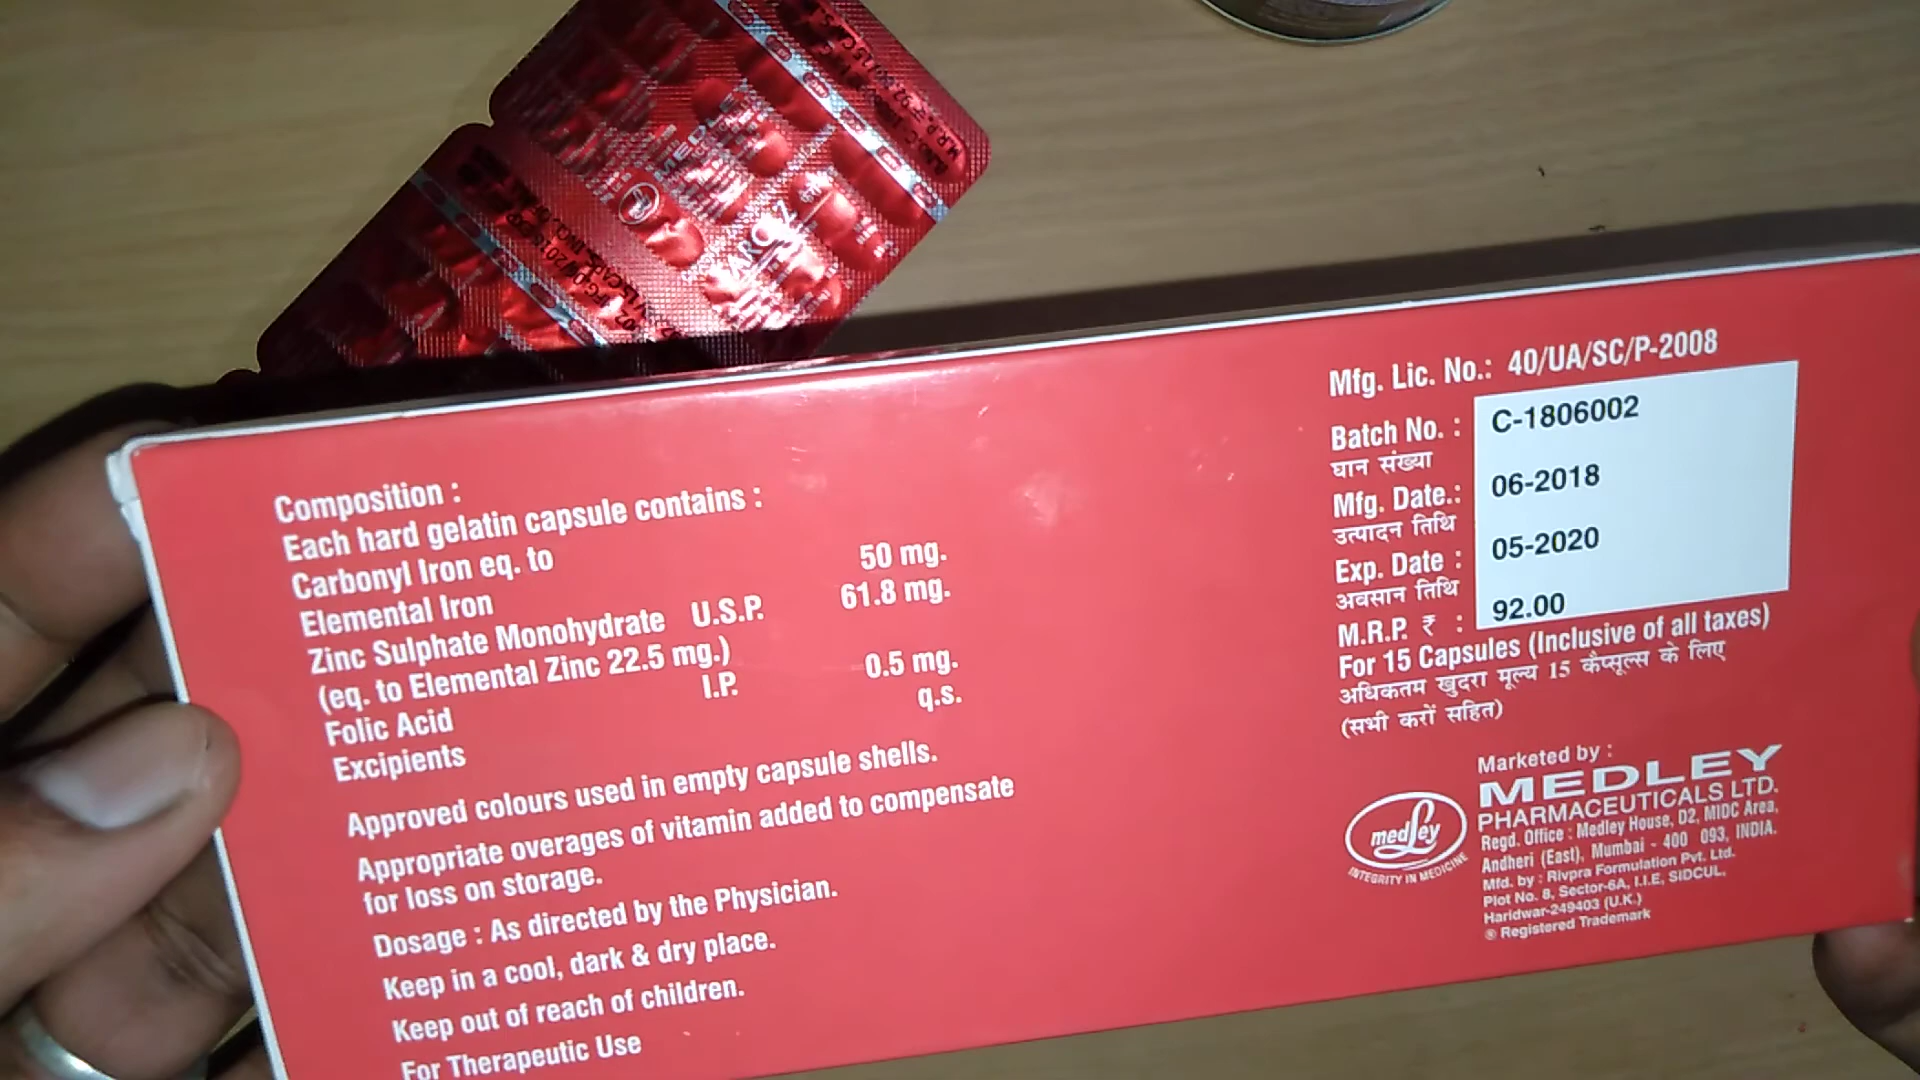 MEDLEY
M.R.P. ₹ 92.
Composition :
Each hard gelatin capsule contains :
Carbonyl Iron eq. to
Elemental Iron 50 mg.
Zinc Sulphate Monohydrate U.S.P. 61.8 mg.
(eq. to Elemental Zinc 22.5 mg.)
Folic Acid I.P. 0.5 mg.
Excipients q.s.
Approved colours used in empty capsule shells.
Appropriate overages of vitamin added to compensate
for loss on storage.
Dosage : As directed by the Physician.
Keep in a cool, dark & dry place.
Keep out of reach of children.
For Therapeutic Use
Mfg. Lic. No.: 40/UA/SC/P-2008
Batch No. : C-1806002
घान संख्या
Mfg. Date.: 06-2018
उत्पादन तिथि
Exp. Date : 05-2020
अवसान तिथि
M.R.P. ₹ : 92.00
For 15 Capsules (Inclusive of all taxes)
अधिकतम खुदरा मूल्य 15 कैप्सूल्स के लिए
(सभी करों सहित)
Marketed by :
medley
INTEGRITY IN MEDICINE
MEDLEY
PHARMACEUTICALS LTD.
Regd. Office : Medley House, D2, MIDC Area,
Andheri (East), Mumbai - 400 093, INDIA.
Mfd. by : Rivpra Formulation Pvt. Ltd.
Plot No. 8, Sector-6A, I.I.E, SIDCUL,
Haridwar-249403 (U.K.)
® Registered Trademark